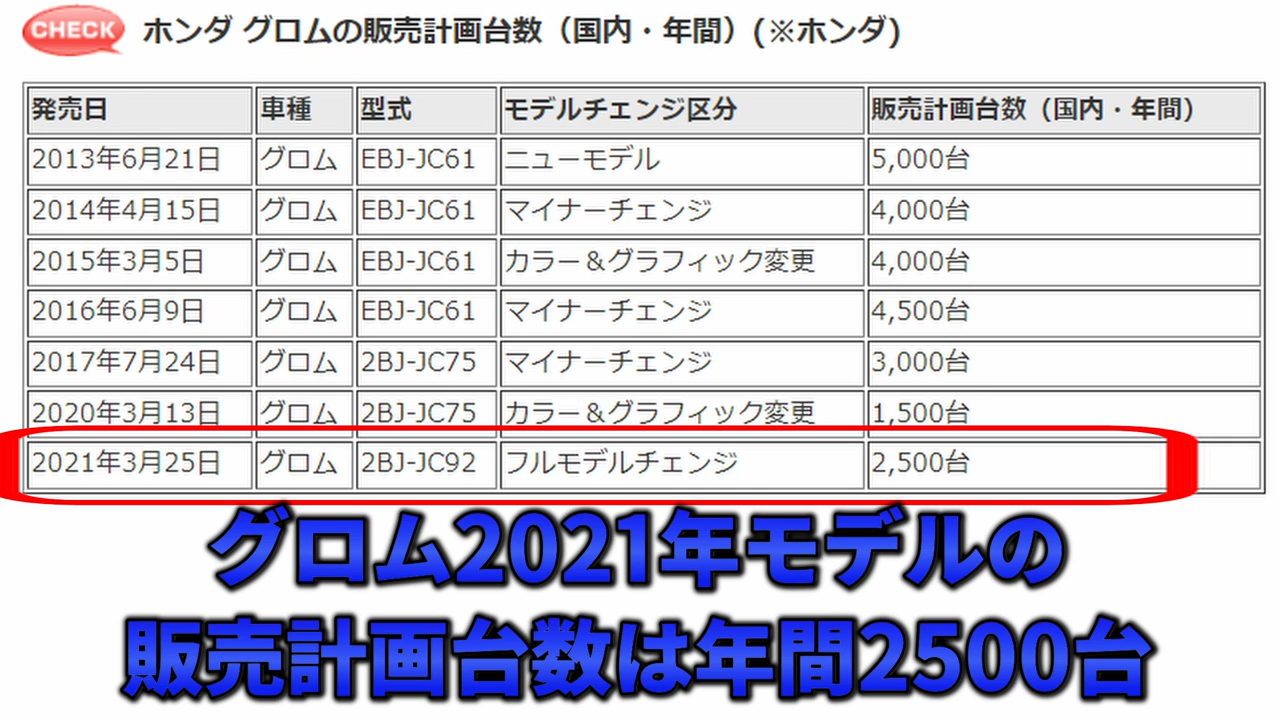 CHECK ホンダ グロムの販売計画台数（国内・年間）(※ホンダ)
発売日 車種 型式 モデルチェンジ区分 販売計画台数（国内・年間）
2013年6月21日 グロム EBJ-JC61 ニューモデル 5,000台
2014年4月15日 グロム EBJ-JC61 マイナーチェンジ 4,000台
2015年3月5日 グロム EBJ-JC61 カラー＆グラフィック変更 4,000台
2016年6月9日 グロム EBJ-JC61 マイナーチェンジ 4,500台
2017年7月24日 グロム 2BJ-JC75 マイナーチェンジ 3,000台
2020年3月13日 グロム 2BJ-JC75 カラー＆グラフィック変更 1,500台
2021年3月25日 グロム 2BJ-JC92 フルモデルチェンジ 2,500台
グロム2021年モデルの
販売計画台数は年間2500台